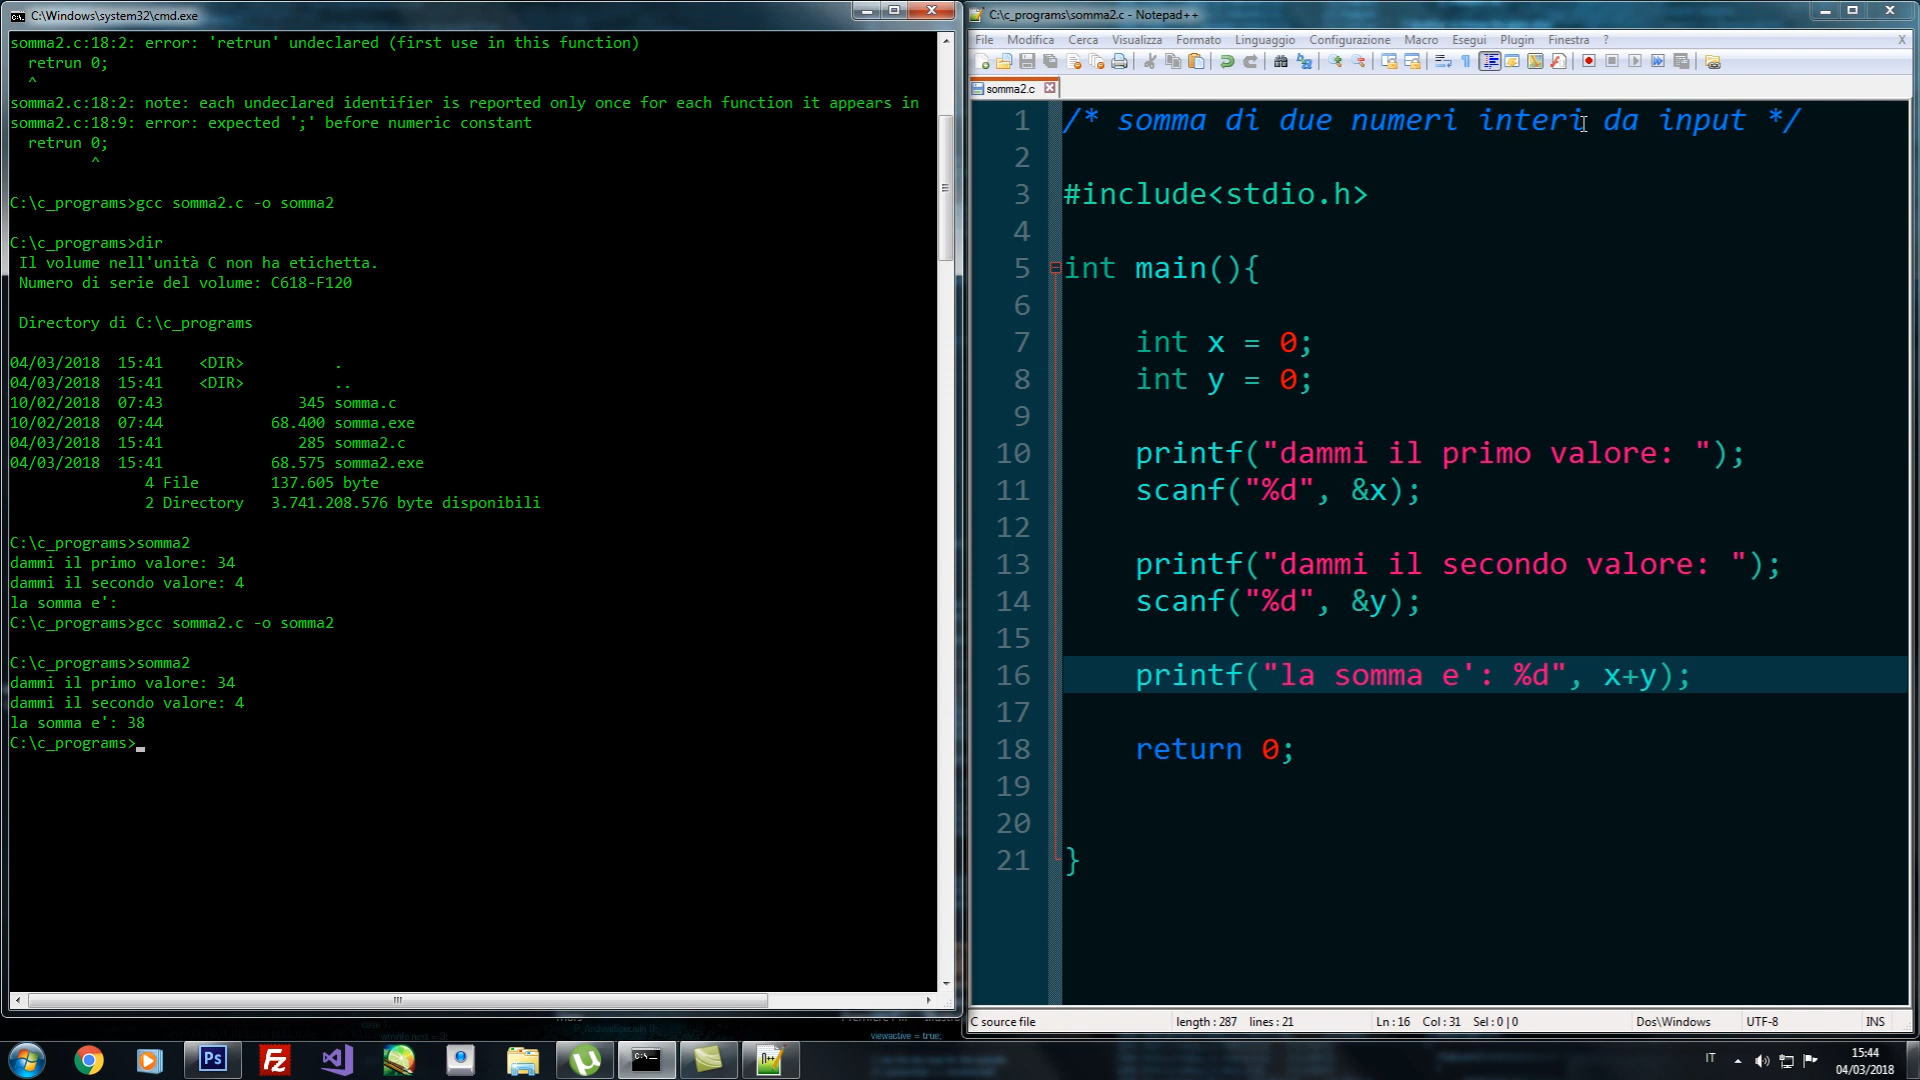 C:\Windows\system32\cmd.exe
somma2.c:18:2: error: 'retrun' undeclared (first use in this function)
retrun 0;
^
somma2.c:18:2: note: each undeclared identifier is reported only once for each function it appears in
somma2.c:18:9: error: expected ';' before numeric constant
retrun 0;
^
C:\c_programs>gcc somma2.c -o somma2
C:\c_programs>dir
Il volume nell'unità C non ha etichetta.
Numero di serie del volume: C618-F120
Directory di C:\c_programs
04/03/2018 15:41 <DIR> .
04/03/2018 15:41 <DIR> ..
10/02/2018 07:43 345 somma.c
10/02/2018 07:44 68.400 somma.exe
04/03/2018 15:41 285 somma2.c
04/03/2018 15:41 68.575 somma2.exe
4 File 137.605 byte
2 Directory 3.741.208.576 byte disponibili
C:\c_programs>somma2
dammi il primo valore: 34
dammi il secondo valore: 4
la somma e':
C:\c_programs>gcc somma2.c -o somma2
C:\c_programs>somma2
dammi il primo valore: 34
dammi il secondo valore: 4
la somma e': 38
C:\c_programs>
C:\c_programs\somma2.c - Notepad++
File Modifica Cerca Visualizza Formato Linguaggio Configurazione Macro Esegui Plugin Finestra ? X
somma2.c
1 /* somma di due numeri interi da input */
2
3 #include<stdio.h>
4
5 int main(){
6
7 int x = 0;
8 int y = 0;
9
10 printf("dammi il primo valore: ");
11 scanf("%d", &x);
12
13 printf("dammi il secondo valore: ");
14 scanf("%d", &y);
15
16 printf("la somma e': %d", x+y);
17
18 return 0;
19
20
21 }
C source file length : 287 lines : 21 Ln : 16 Col : 31 Sel : 0 | 0 Dos\Windows UTF-8 INS
viewactive = true;
Ps
Fz
IT
15:44
04/03/2018